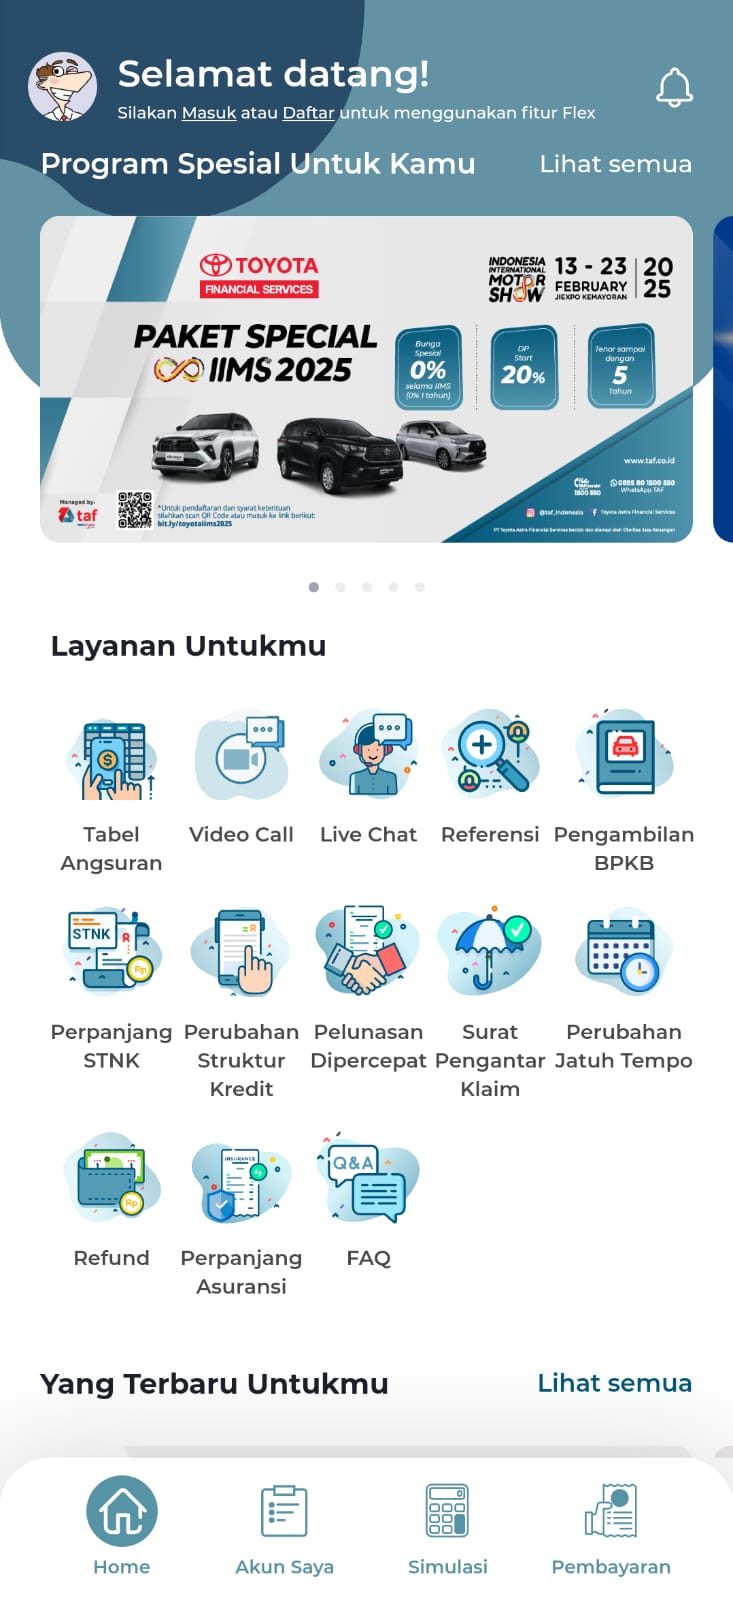 Selamat datang!
Silakan Masuk atau Daftar untuk menggunakan fitur Flex
Program Spesial Untuk Kamu
Lihat semua
TOYOTA
FINANCIAL SERVICES
INDONESIA
INTERNATIONAL
MOTOR
SHOW
13 - 23
FEBRUARY
JIEXPO KEMAYORAN
20
25
PAKET SPECIAL
IIMS 2025
Bunga
Spesial
0%
selama IIMS
(0% 1 tahun)
DP
Start
20%
Tenor sampai
dengan
5
Tahun
www.taf.co.id
1500 550
0895 80 1500 550
WhatsApp TAF
@taf_indonesia
Toyota Astra Financial Services
PT Toyota Astra Financial Services berizin dan diawasi oleh Otoritas Jasa Keuangan
Managed by:
taf
*Untuk pendaftaran dan syarat ketentuan
silahkan scan QR Code atau masuk ke link berikut:
bit.ly/toyotaiims2025
Layanan Untukmu
Tabel
Angsuran
Video Call
Live Chat
Referensi
Pengambilan
BPKB
STNK
Rp
Perpanjang
STNK
Perubahan
Struktur
Kredit
Pelunasan
Dipercepat
Surat
Pengantar
Klaim
Perubahan
Jatuh Tempo
Rp
INSURANCE
Q&A
Refund
Perpanjang
Asuransi
FAQ
Yang Terbaru Untukmu
Lihat semua
Home
Akun Saya
Simulasi
Pembayaran